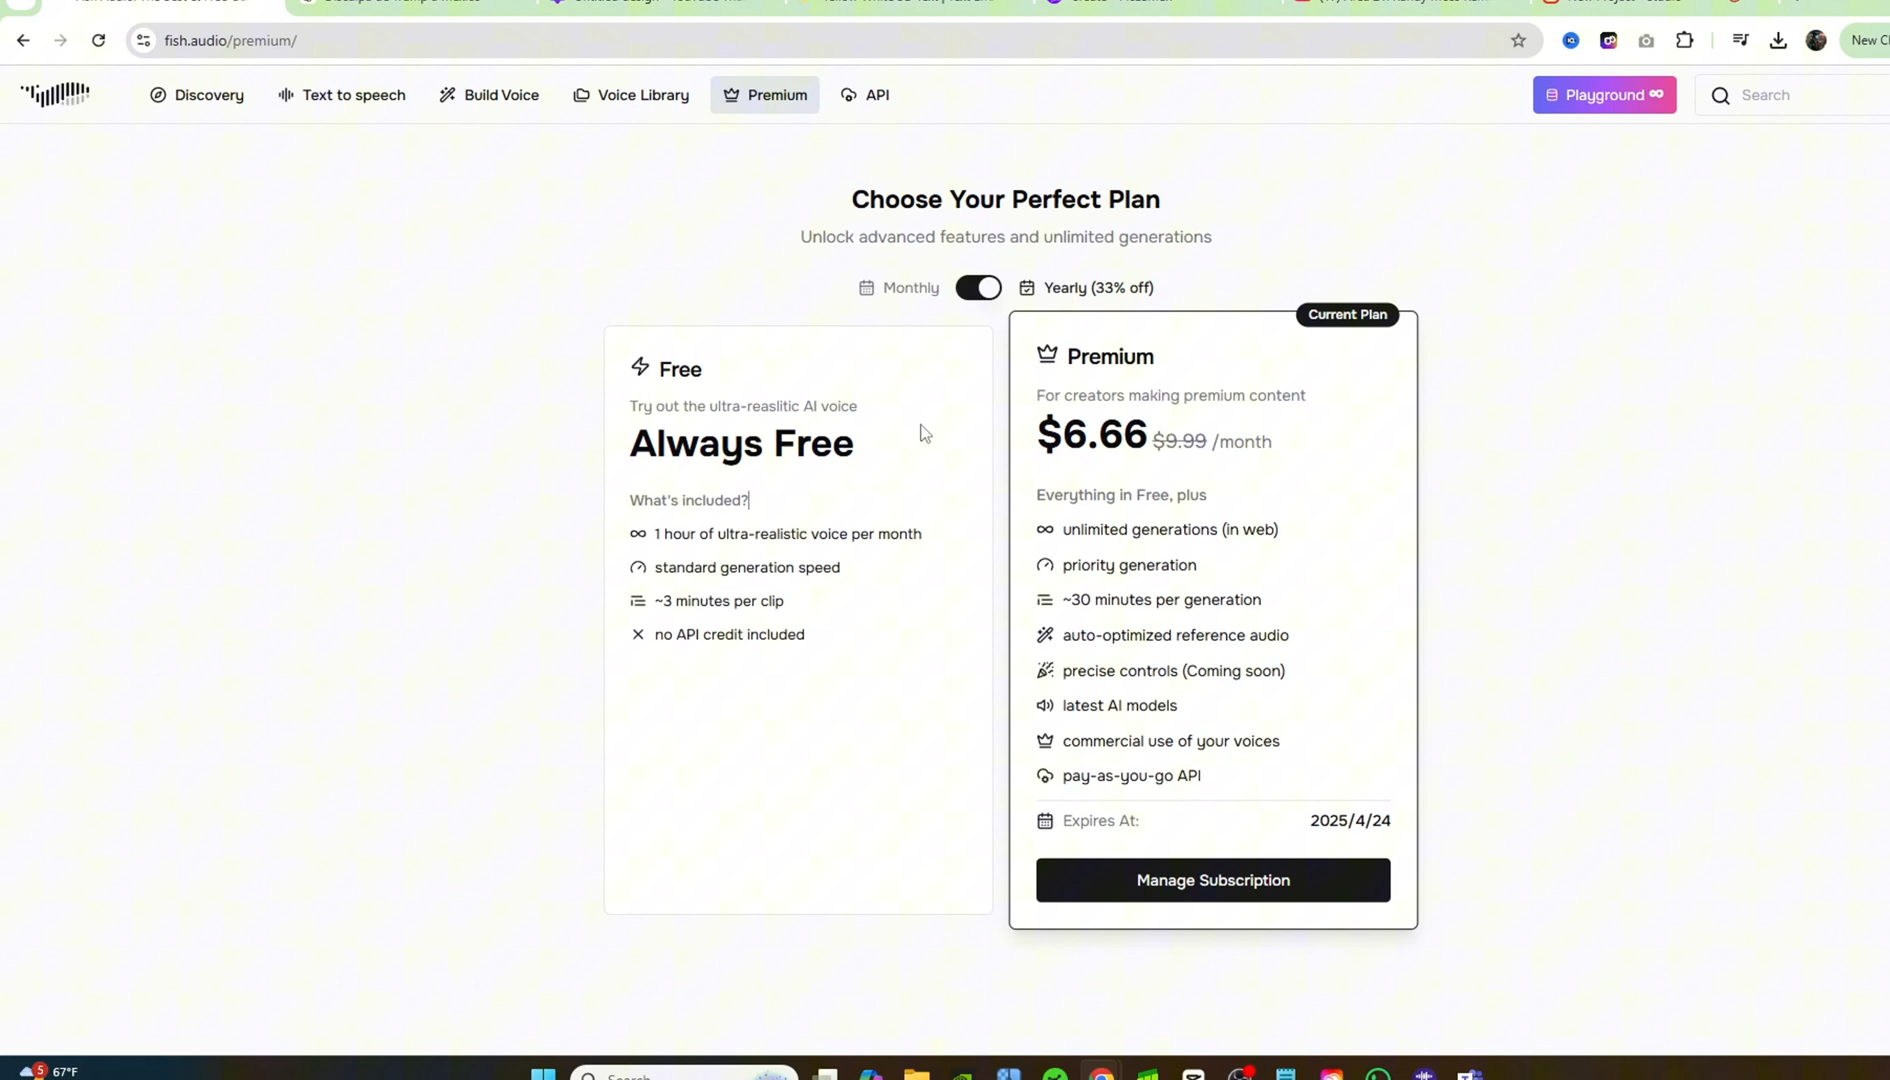 fish.audio/premium/
New C
Discovery
Text to speech
Build Voice
Voice Library
Premium
API
Playground
Search
Choose Your Perfect Plan
Unlock advanced features and unlimited generations
Monthly
Yearly (33% off)
Free
Try out the ultra-reaslitic AI voice
Always Free
What's included?
1 hour of ultra-realistic voice per month
standard generation speed
~3 minutes per clip
no API credit included
Current Plan
Premium
For creators making premium content
$6.66 $9.99 /month
Everything in Free, plus
unlimited generations (in web)
priority generation
~30 minutes per generation
auto-optimized reference audio
precise controls (Coming soon)
latest AI models
commercial use of your voices
pay-as-you-go API
Expires At: 2025/4/24
Manage Subscription
5 67°F
Search